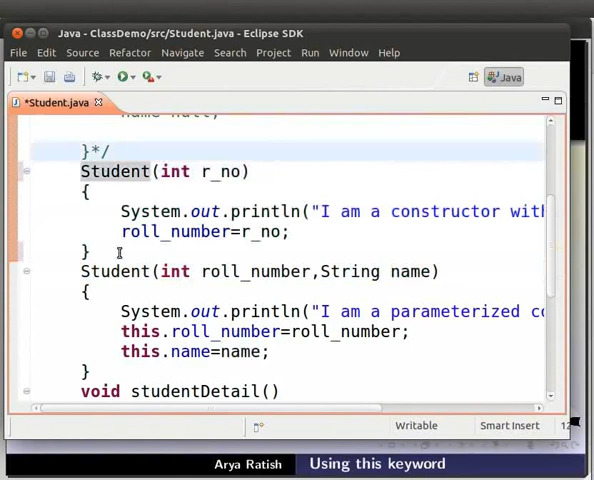 Java - ClassDemo/src/Student.java - Eclipse SDK
File Edit Source Refactor Navigate Search Project Run Window Help
Java
*Student.java
name=null;
}*/
Student(int r_no)
{
System.out.println("I am a constructor with
roll_number=r_no;
}
Student(int roll_number,String name)
{
System.out.println("I am a parameterized co
this.roll_number=roll_number;
this.name=name;
}
void studentDetail()
Writable Smart Insert 12
Arya Ratish Using this keyword